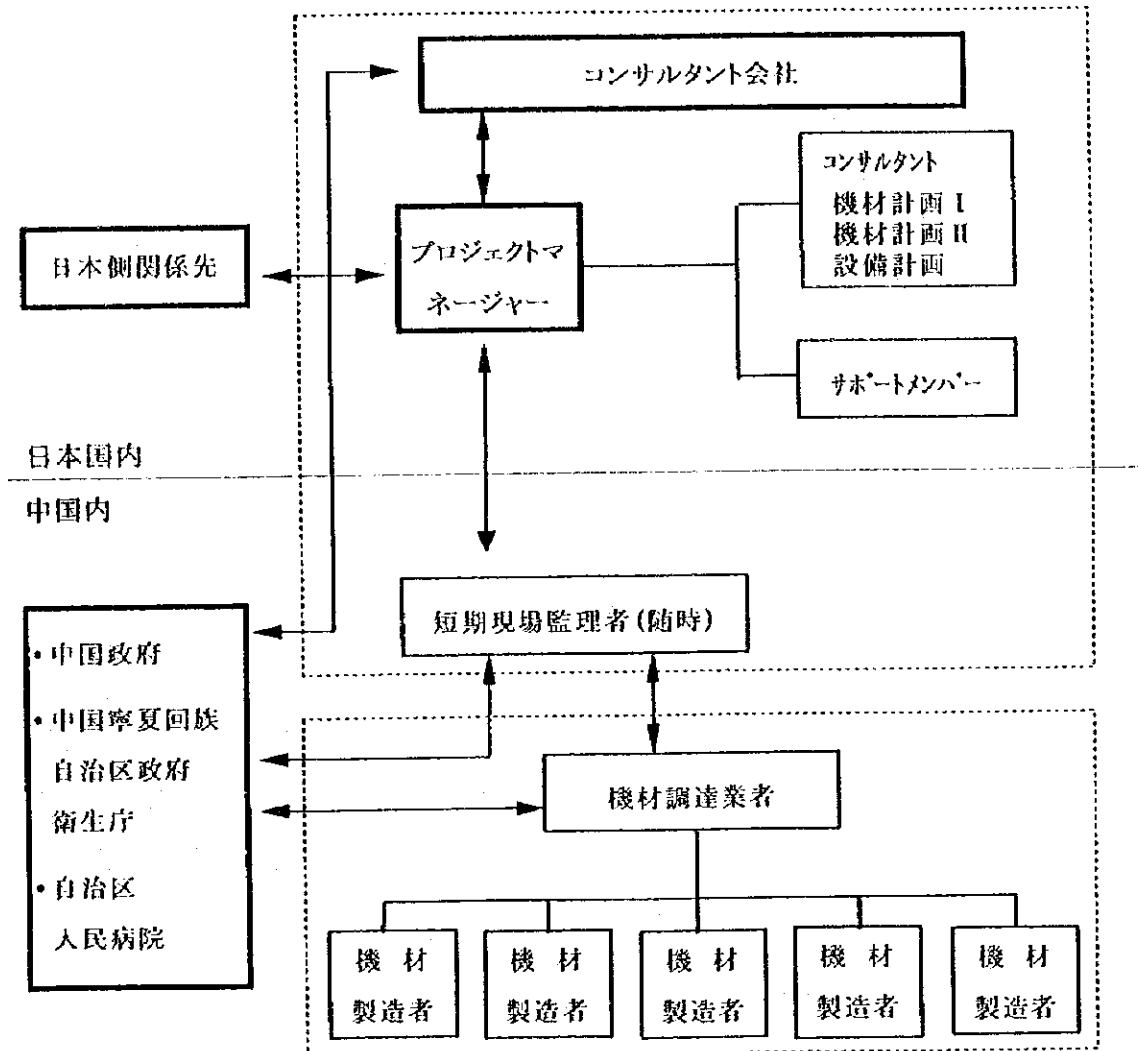 コンサルタント会社
コンサルタント
機材計画 I
機材計画 II
設備計画
プロジェクトマ
ネージャー
日本側関係先
サポートメンバー
日本国内
中国内
短期現場監理者(随時)
・中国政府
・中国寧夏回族
自治区政府
衛生庁
・自治区
人民病院
機材調達業者
機 材
製造者
機 材
製造者
機 材
製造者
機 材
製造者
機 材
製造者